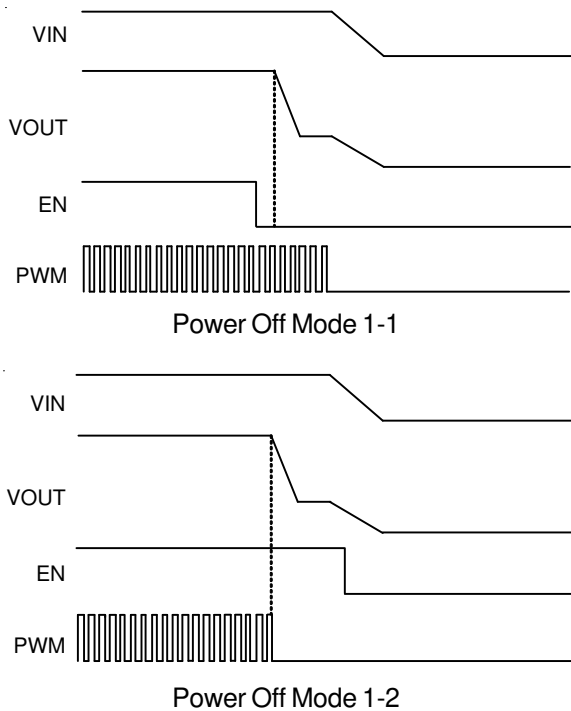 VIN
VOUT
EN
PWM
Power Off Mode 1-1
VIN
VOUT
EN
PWM
Power Off Mode 1-2